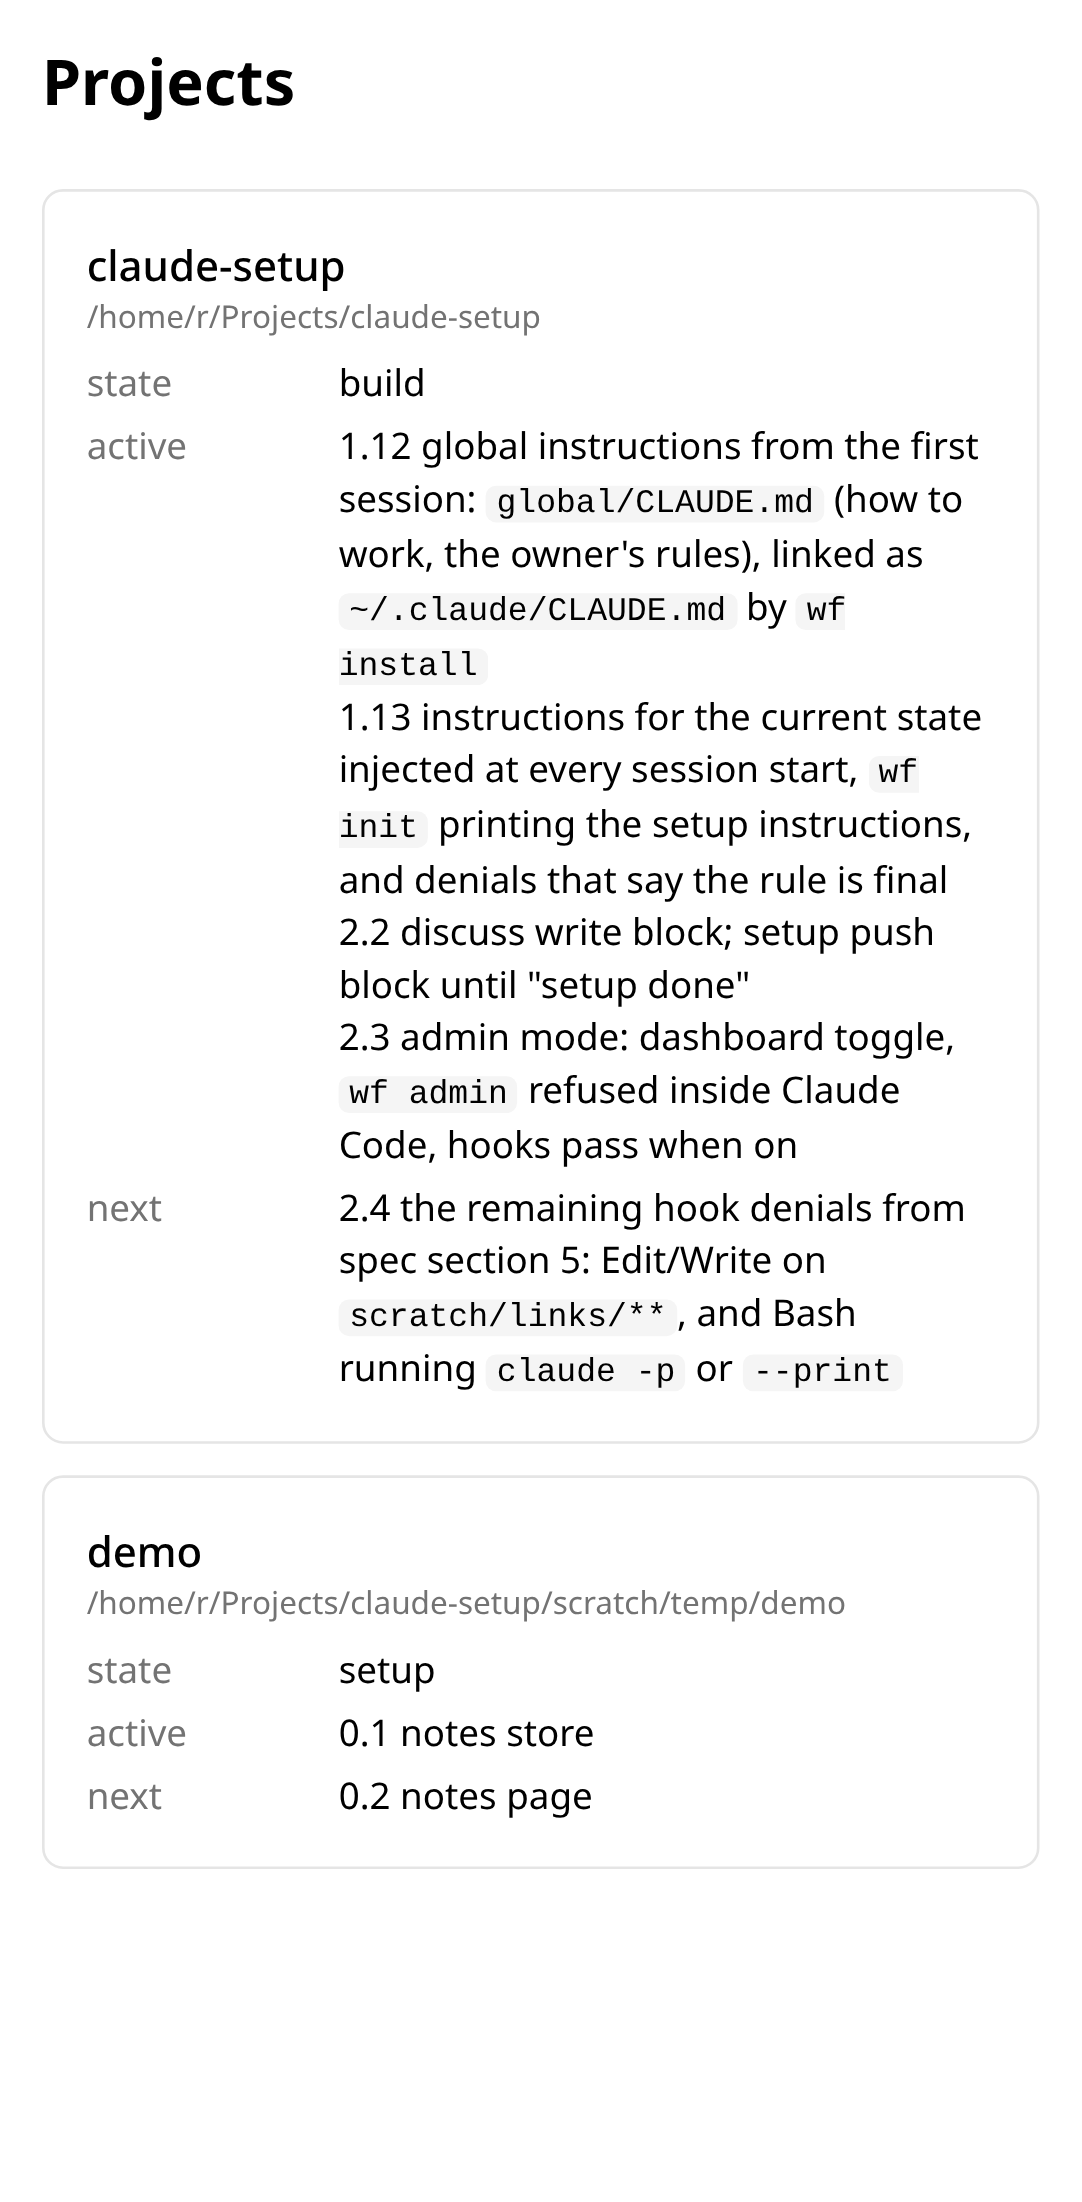 Projects
claude-setup
/home/r/Projects/claude-setup
state build
active 1.12 global instructions from the first
session: global/CLAUDE.md (how to
work, the owner's rules), linked as
~/.claude/CLAUDE.md by wf
install
1.13 instructions for the current state
injected at every session start, wf
init printing the setup instructions,
and denials that say the rule is final
2.2 discuss write block; setup push
block until "setup done"
2.3 admin mode: dashboard toggle,
wf admin refused inside Claude
Code, hooks pass when on
next 2.4 the remaining hook denials from
spec section 5: Edit/Write on
scratch/links/**, and Bash
running claude -p or --print
demo
/home/r/Projects/claude-setup/scratch/temp/demo
state setup
active 0.1 notes store
next 0.2 notes page